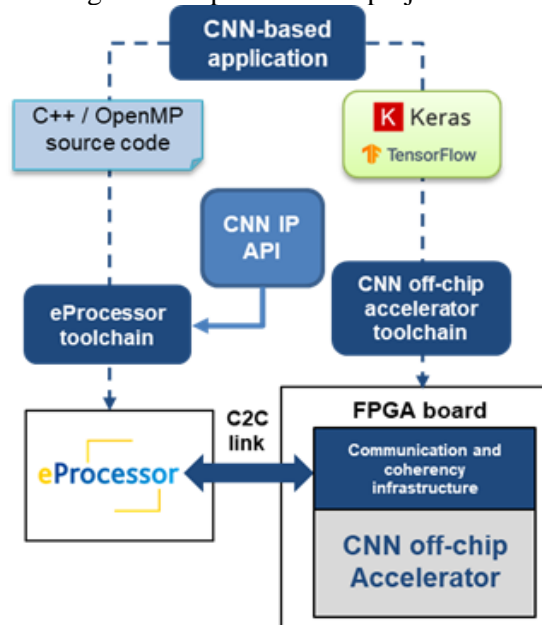 CNN-based
application
C++ / OpenMP
source code
K Keras
TensorFlow
CNN IP
API
eProcessor
toolchain
CNN off-chip
accelerator
toolchain
C2C
link
eProcessor
FPGA board
Communication and
coherency
infrastructure
CNN off-chip
Accelerator